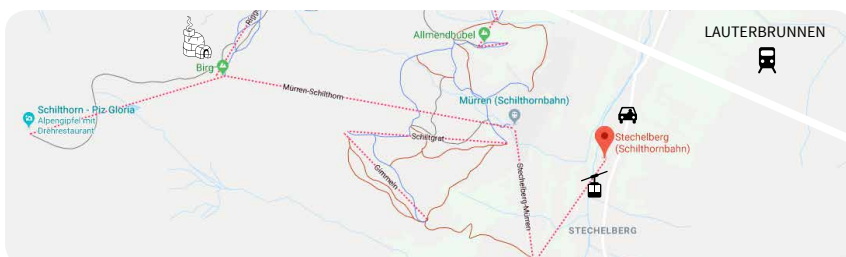 LAUTERBRUNNEN
Rigg
Allmendhubel
Birg
Mürren-Schilthorn
Mürren (Schilthornbahn)
Schilthorn - Piz Gloria
Alpengipfel mit
Drehrestaurant
Schiltgrat
Stechelberg
(Schilthornbahn)
Gimmeln
Stechelberg-Mürren
STECHELBERG